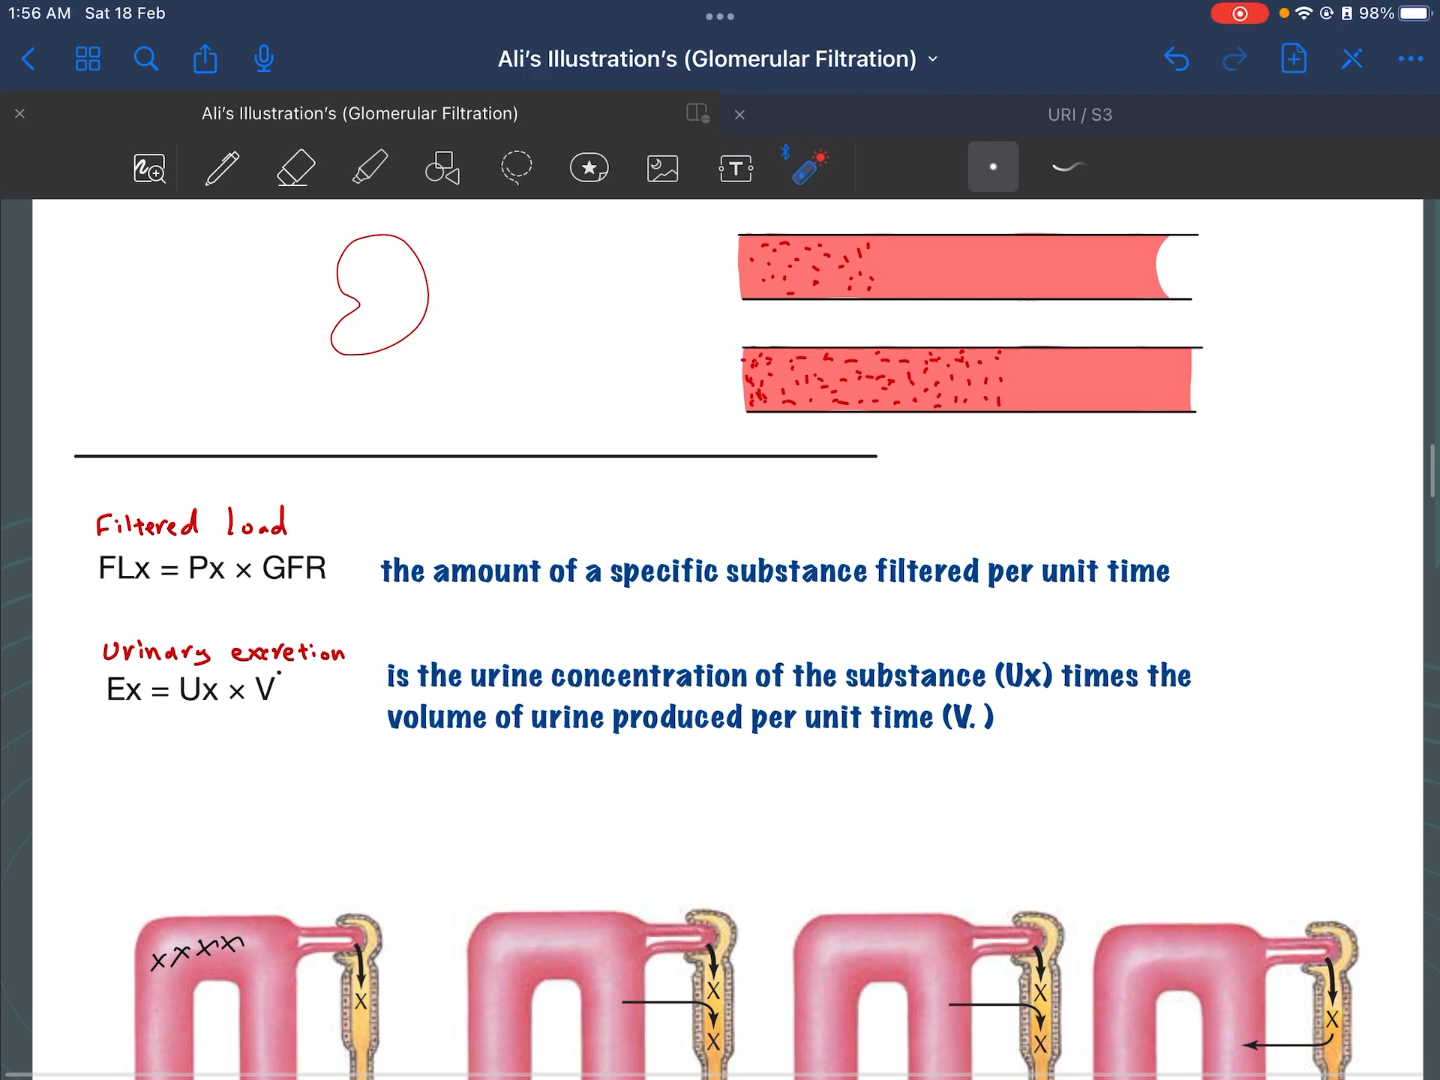 1:56 AM Sat 18 Feb
98%
Ali's Illustration's (Glomerular Filtration)
Ali's Illustration's (Glomerular Filtration)
URI / S3
T
Filtered load
FLx = Px × GFR
the amount of a specific substance filtered per unit time
Urinary excretion
Ex = Ux × V˙
is the urine concentration of the substance (Ux) times the
volume of urine produced per unit time (V. )
x x x x
X
X
X
X
X
X